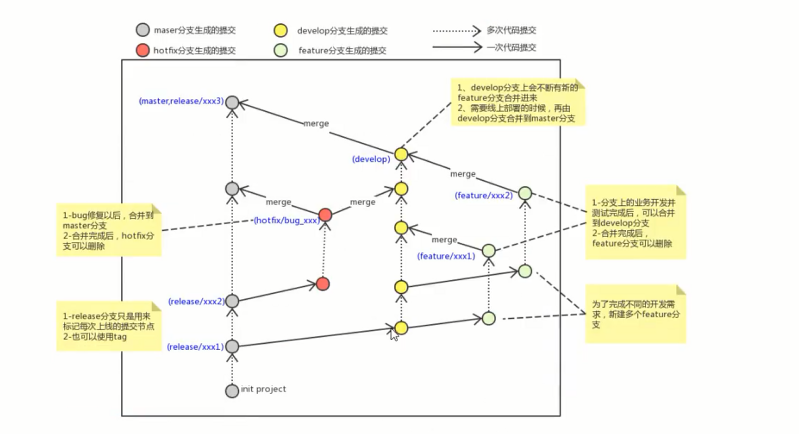 maser分支生成的提交
develop分支生成的提交
多次代码提交
hotfix分支生成的提交
feature分支生成的提交
一次代码提交
1、develop分支上会不断有新的
feature分支合并进来
2、需要线上部署的时候，再由
develop分支合并到master分支
(master,release/xxx3)
merge
(develop)
merge
(feature/xxx2)
merge
merge
1-bug修复以后，合并到
master分支
2-合并完成后，hotfix分
支可以删除
(hotfix/bug_xxx)
1-分支上的业务开发并
测试完成后，可以合并
到develop分支
2-合并完成后，
feature分支可以删除
merge
(feature/xxx1)
(release/xxx2)
1-release分支只是用来
标记每次上线的提交节点
2-也可以使用tag
为了完成不同的开发需
求，新建多个feature分
支
(release/xxx1)
init project